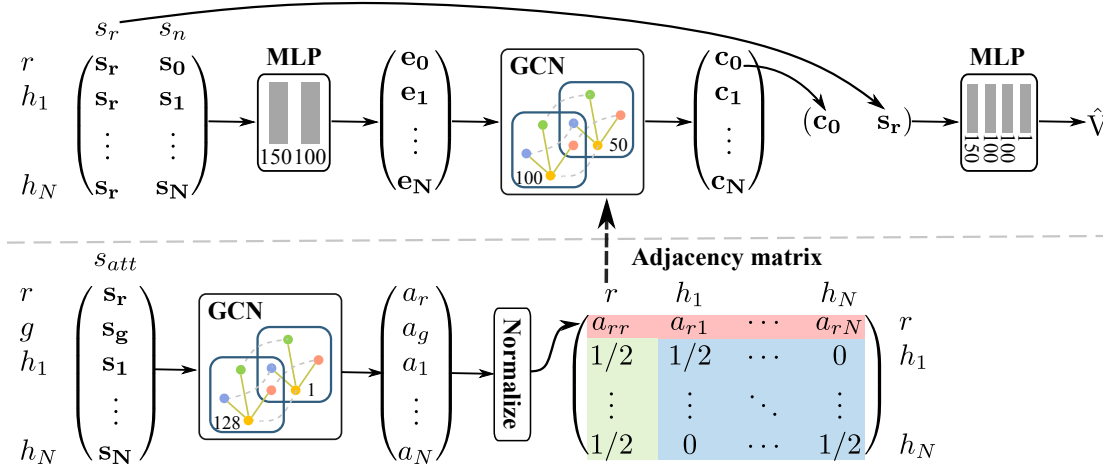 s_r s_n
r s_r s_0 MLP e_0 GCN c_0 MLP
h_1 s_r s_1 e_1 c_1
⋮ ⋮ 150 100 ⋮ 100 50 ⋮ (c_0 s_r) 150 100 100 1 V̂
h_N s_r s_N e_N c_N
Adjacency matrix
s_att r h_1 h_N
r s_r GCN a_r Normalize a_rr a_r1 ⋯ a_rN r
g s_g a_g
h_1 s_1 a_1 1/2 1/2 ⋯ 0 h_1
⋮ 128 1 ⋮ ⋮ ⋮ ⋱ ⋮
h_N s_N a_N 1/2 0 ⋯ 1/2 h_N